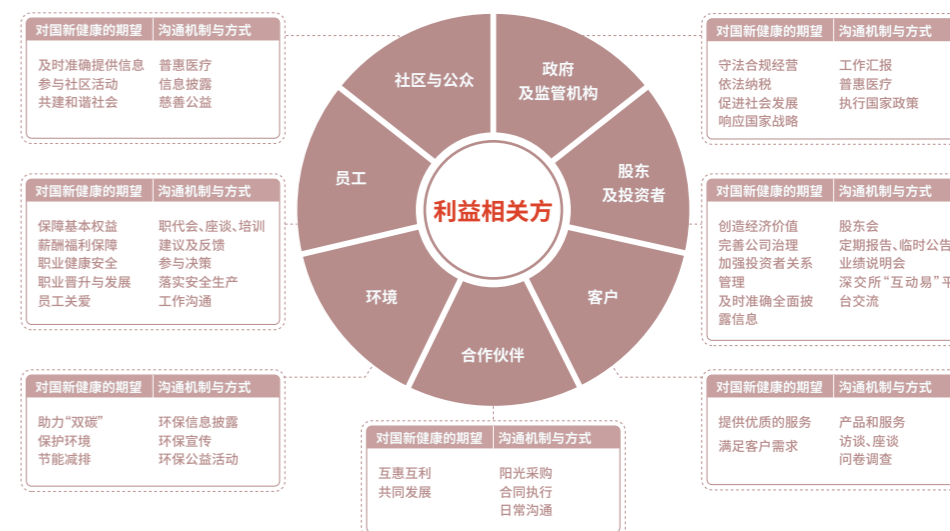 对国新健康的期望 沟通机制与方式
及时准确提供信息 普惠医疗
参与社区活动 信息披露
共建和谐社会 慈善公益
对国新健康的期望 沟通机制与方式
保障基本权益 职代会、座谈、培训
薪酬福利保障 建议及反馈
职业健康安全 参与决策
职业晋升与发展 落实安全生产
员工关爱 工作沟通
对国新健康的期望 沟通机制与方式
助力“双碳” 环保信息披露
保护环境 环保宣传
节能减排 环保公益活动
社区与公众
政府
及监管机构
员工
股东
及投资者
利益相关方
环境
客户
合作伙伴
对国新健康的期望 沟通机制与方式
互惠互利 阳光采购
共同发展 合同执行
日常沟通
对国新健康的期望 沟通机制与方式
守法合规经营 工作汇报
依法纳税 普惠医疗
促进社会发展 执行国家政策
响应国家战略
对国新健康的期望 沟通机制与方式
创造经济价值 股东会
完善公司治理 定期报告、临时公告
加强投资者关系 业绩说明会
管理 深交所“互动易”平
及时准确全面披 台交流
露信息
对国新健康的期望 沟通机制与方式
提供优质的服务 产品和服务
满足客户需求 访谈、座谈
问卷调查